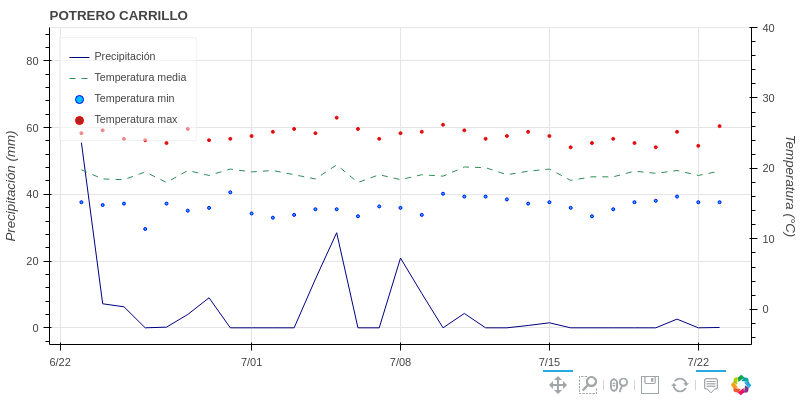 POTRERO CARRILLO
Precipitación
Temperatura media
Temperatura min
Temperatura max
80
60
40
20
0
Precipitación (mm)
40
30
20
10
0
Temperatura (°C)
6/22
7/01
7/08
7/15
7/22